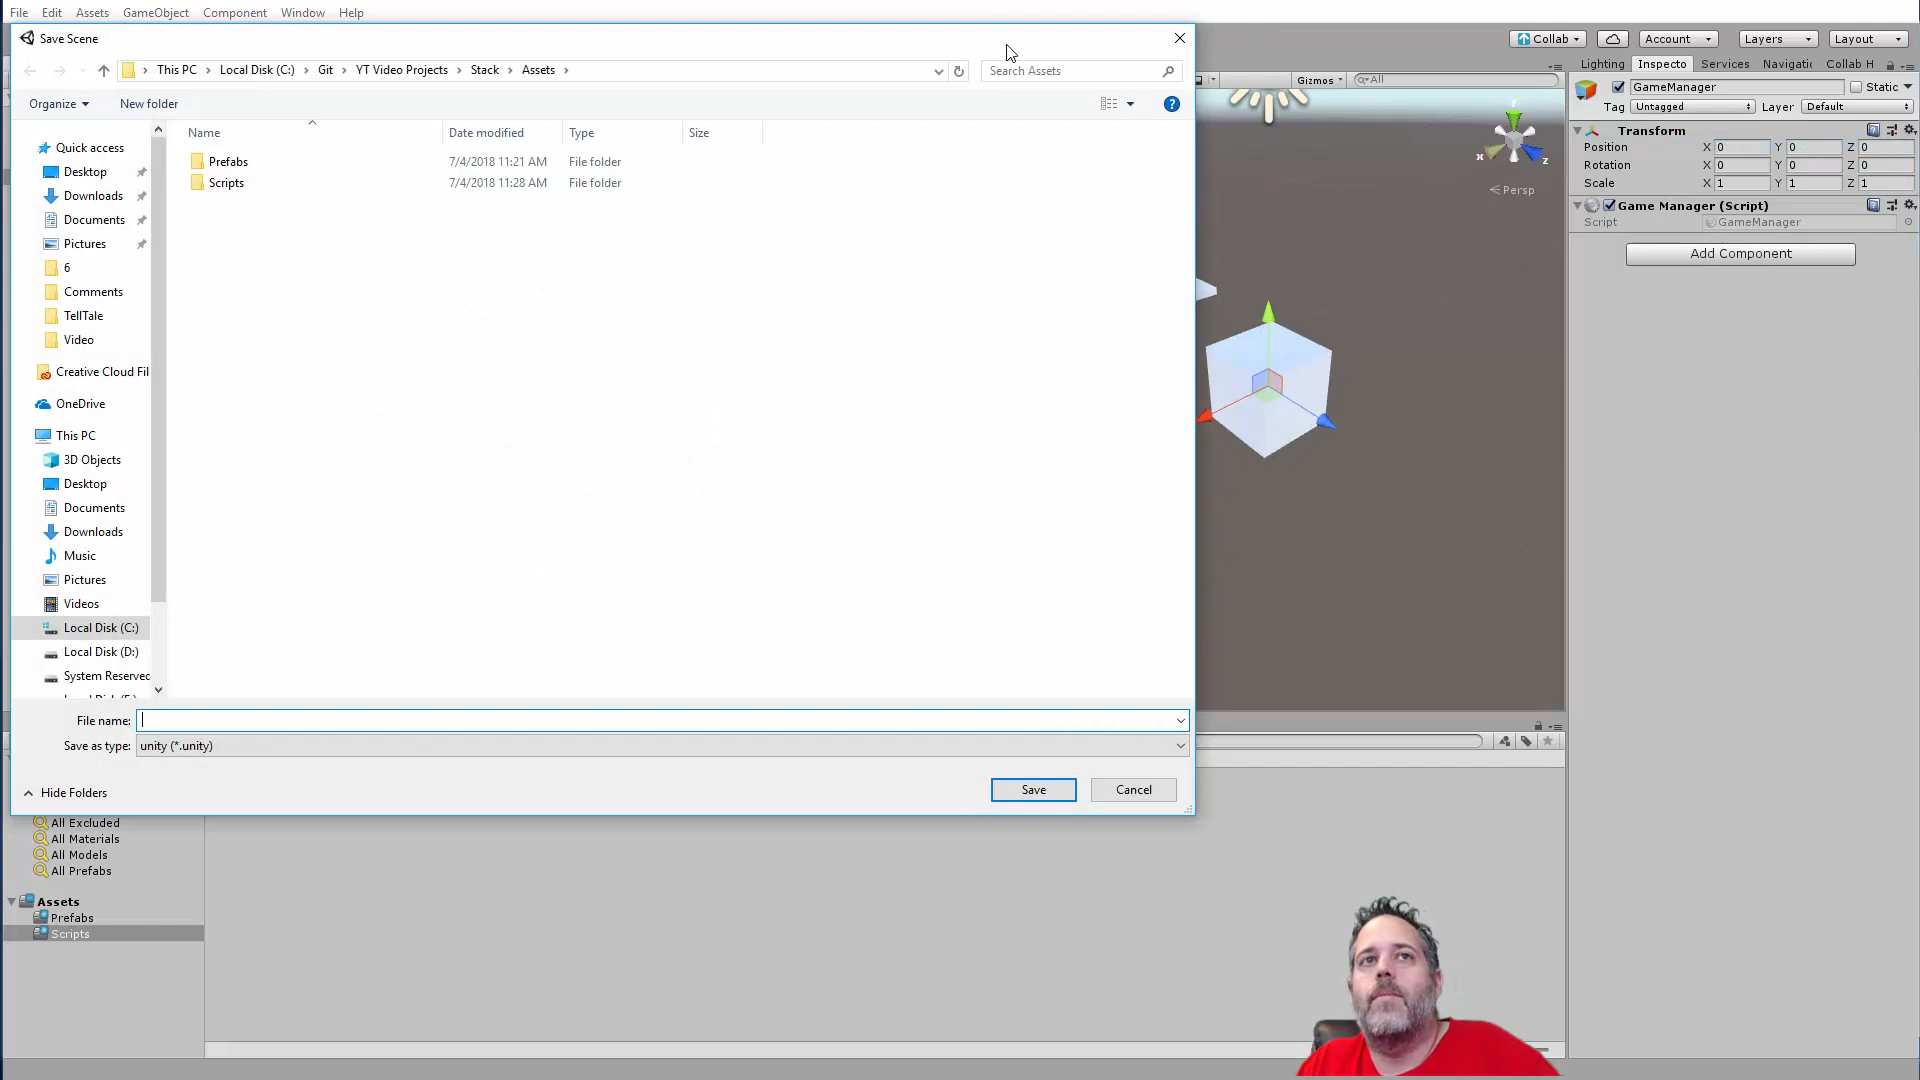 File Edit Assets GameObject Component Window Help
Save Scene
Collab Account Layers Layout
This PC Local Disk (C:) Git YT Video Projects Stack Assets
Search Assets
Lighting Inspecto Services Navigatic Collab H
Gizmos All
GameManager Static
Organize New folder
Tag Untagged Layer Default
Name Date modified Type Size
Transform
Position X 0 Y 0 Z 0
Rotation X 0 Y 0 Z 0
Scale X 1 Y 1 Z 1
Game Manager (Script)
Script GameManager
Add Component
Prefabs 7/4/2018 11:21 AM File folder
Scripts 7/4/2018 11:28 AM File folder
y
x
z
Persp
Quick access
Desktop
Downloads
Documents
Pictures
6
Comments
TellTale
Video
Creative Cloud Fil
OneDrive
This PC
3D Objects
Desktop
Documents
Downloads
Music
Pictures
Videos
Local Disk (C:)
Local Disk (D:)
System Reserved
File name:
Save as type: unity (*.unity)
Hide Folders
Save Cancel
All Excluded
All Materials
All Models
All Prefabs
Assets
Prefabs
Scripts